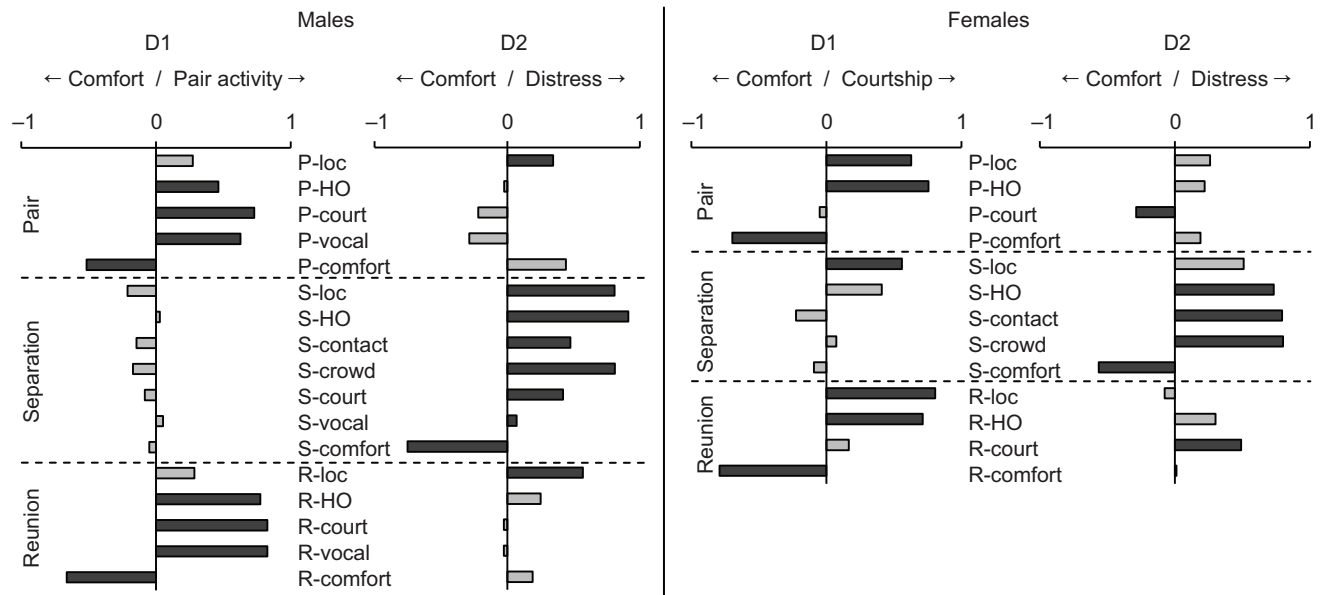 Males
D1
D2
← Comfort / Pair activity →
← Comfort / Distress →
–1 0 1
–1 0 1
Pair
P-loc
P-HO
P-court
P-vocal
P-comfort
Separation
S-loc
S-HO
S-contact
S-crowd
S-court
S-vocal
S-comfort
Reunion
R-loc
R-HO
R-court
R-vocal
R-comfort
Females
D1
D2
← Comfort / Courtship →
← Comfort / Distress →
–1 0 1
–1 0 1
Pair
P-loc
P-HO
P-court
P-comfort
Separation
S-loc
S-HO
S-contact
S-crowd
S-comfort
Reunion
R-loc
R-HO
R-court
R-comfort